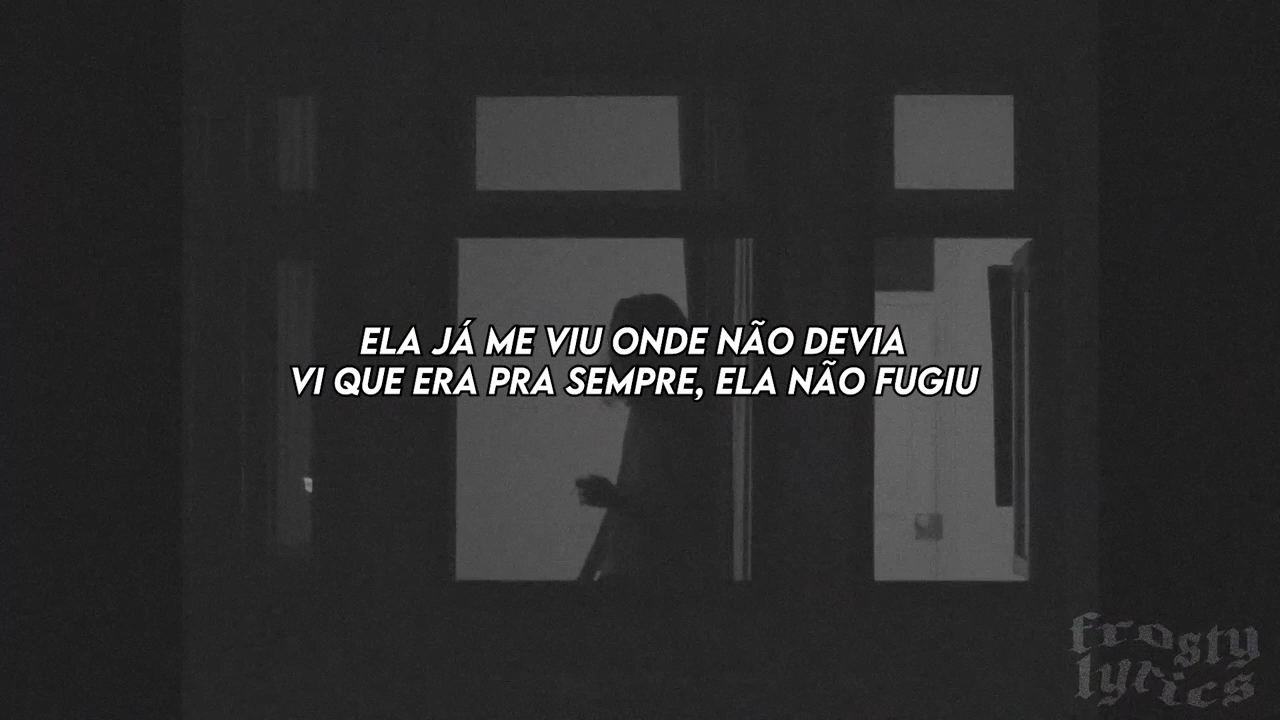 ELA JÁ ME VIU ONDE NÃO DEVIA
VI QUE ERA PRA SEMPRE, ELA NÃO FUGIU
frosty
lyrics